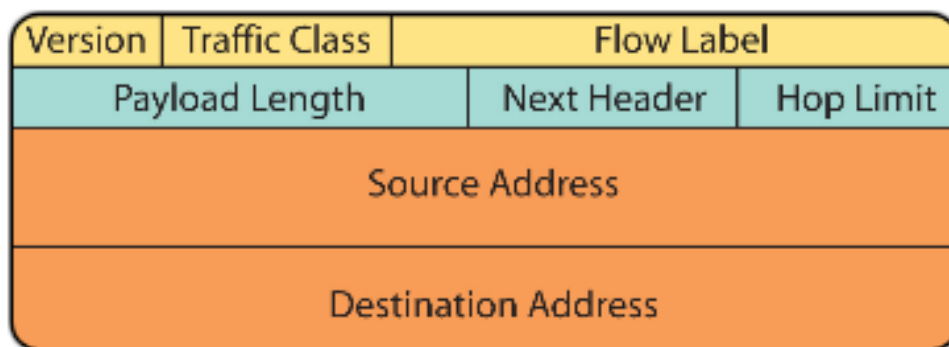 Version Traffic Class Flow Label
Payload Length Next Header Hop Limit
Source Address
Destination Address